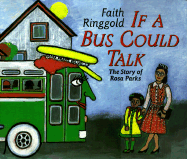 Faith
Ringgold
IF A
BUS COULD
TALK
The Story of
Rosa Parks